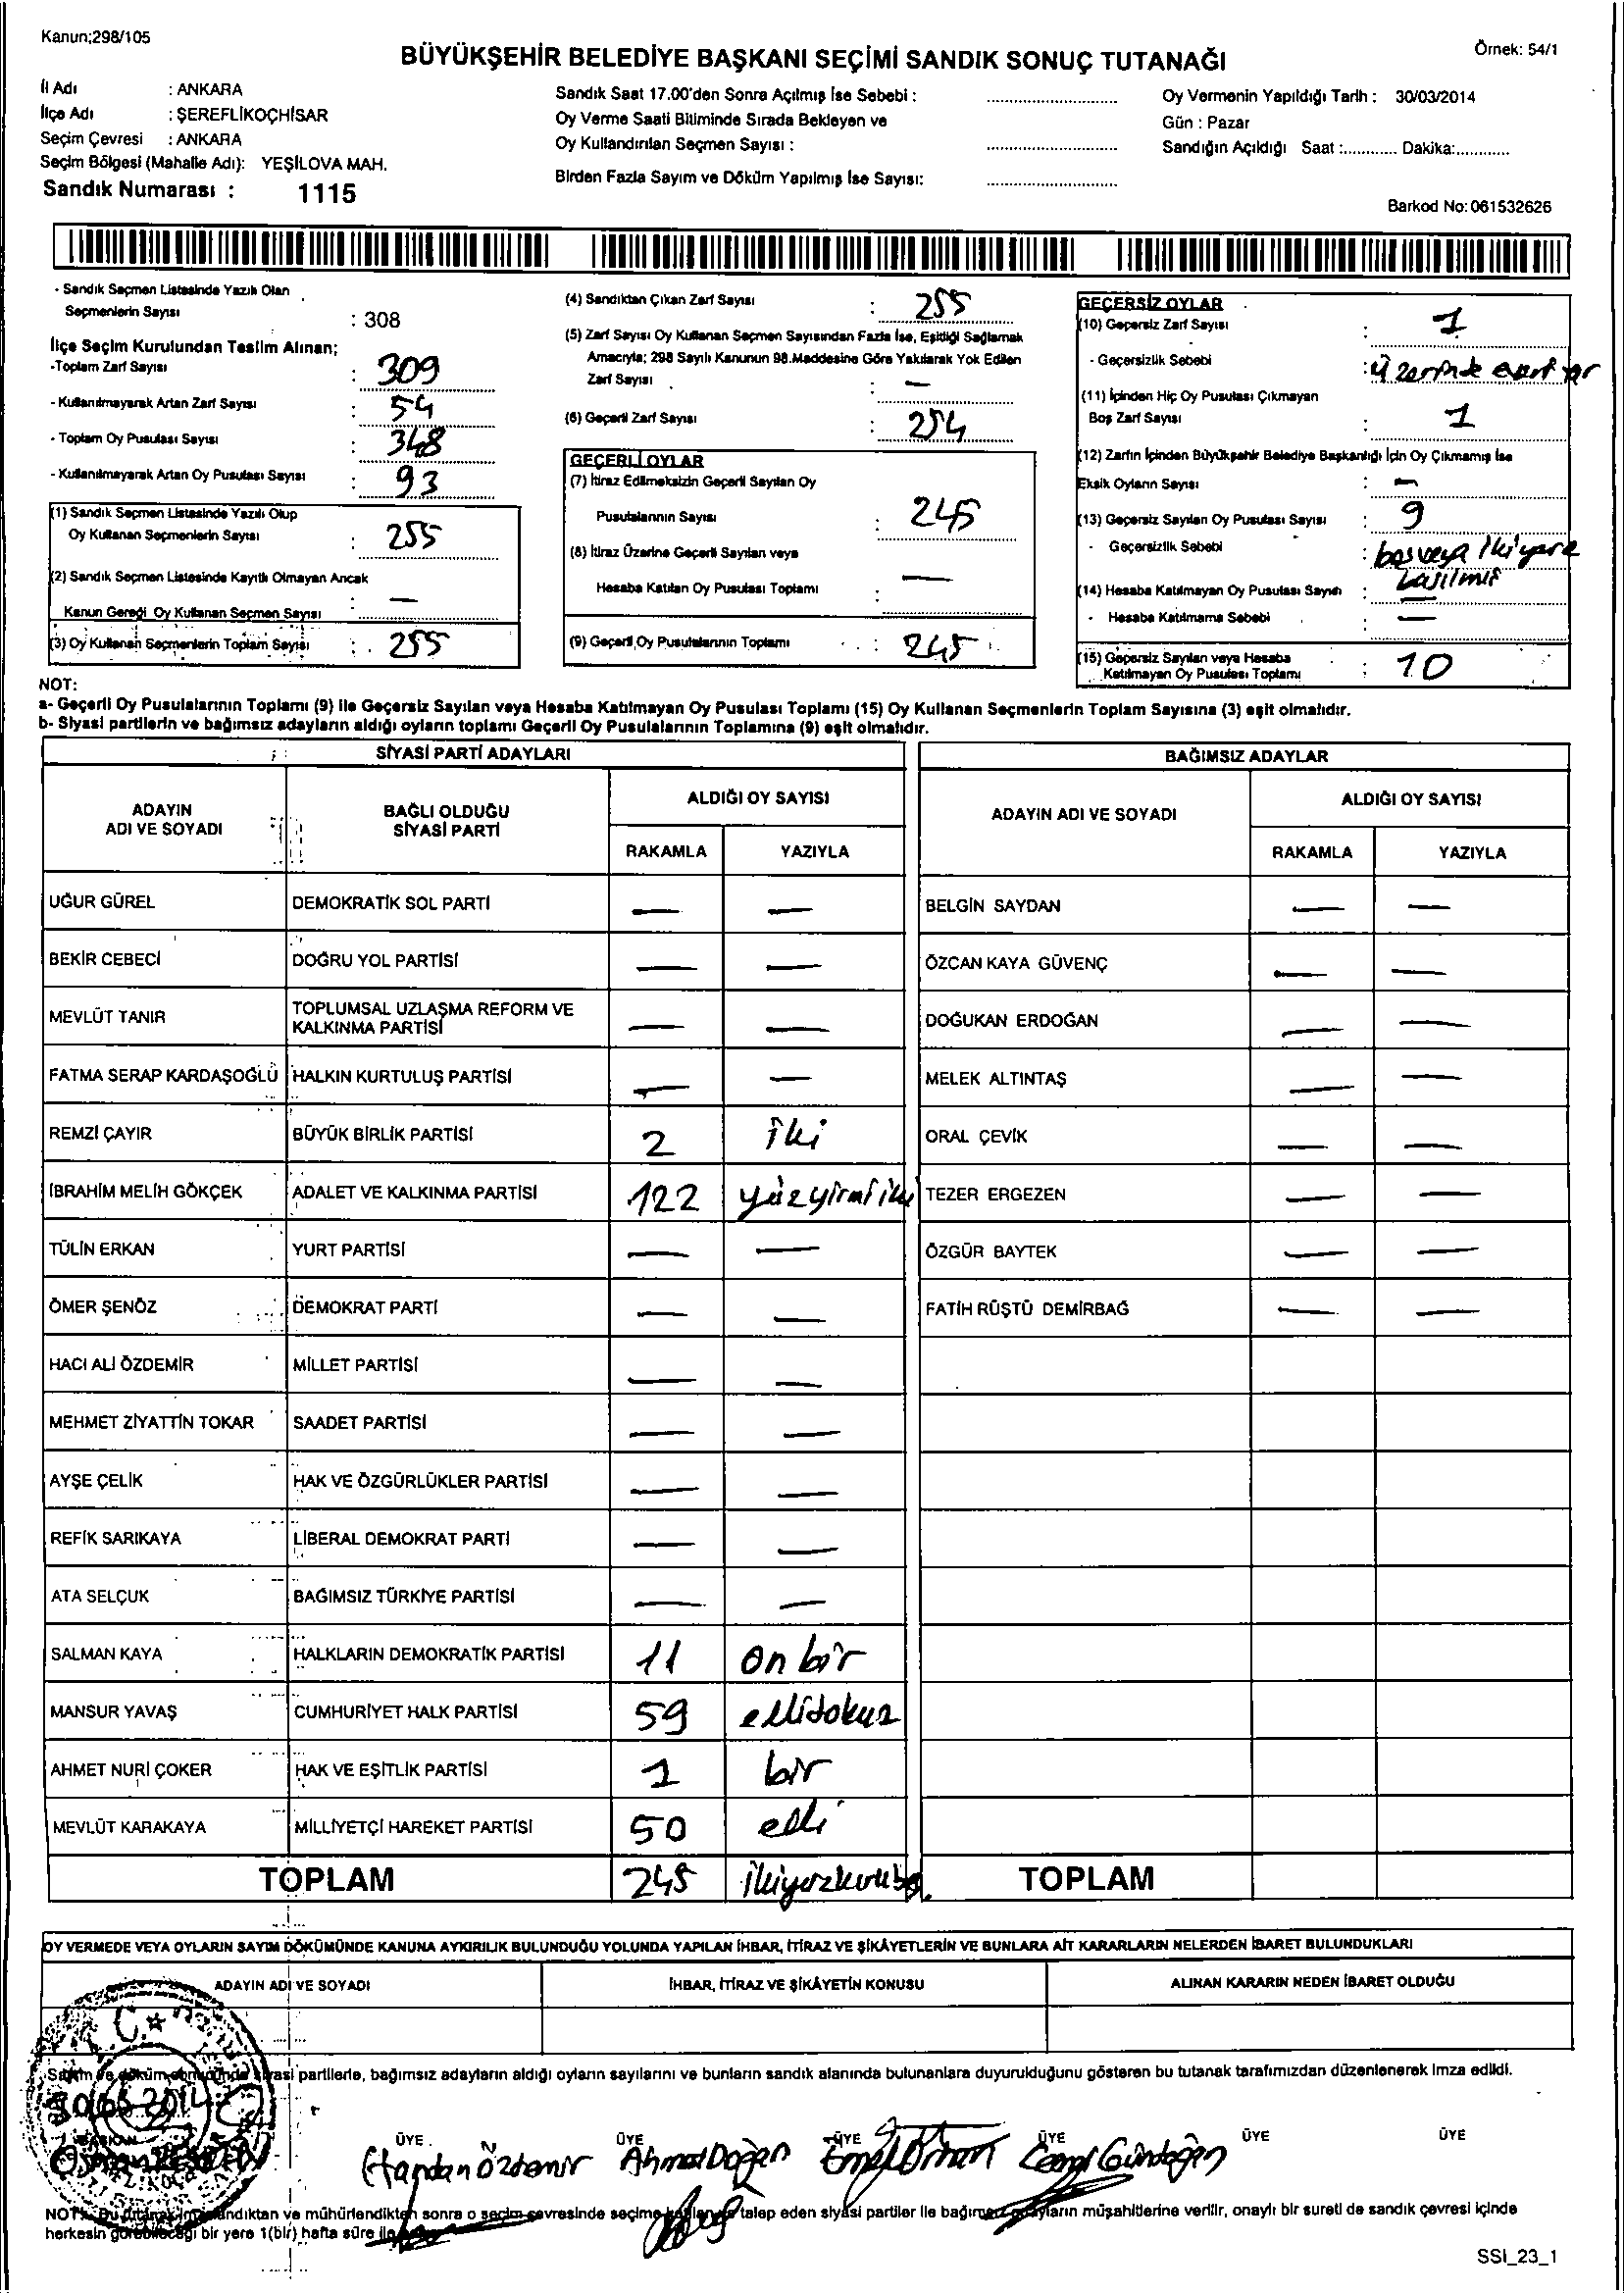 Kanun;298/105
Örnek: 54/1
BÜYÜKŞEHİR BELEDİYE BAŞKANI SEÇİMİ SANDIK SONUÇ TUTANAĞI
İl Adı : ANKARA
İlçe Adı : ŞEREFLİKOÇHİSAR
Seçim Çevresi : ANKARA
Seçim Bölgesi (Mahalle Adı): YEŞİLOVA MAH.
Sandık Numarası : 1115
Sandık Saat 17.00'den Sonra Açılmış İse Sebebi :
Oy Verme Saati Bitiminde Sırada Bekleyen ve
Oy Kullandırılan Seçmen Sayısı :
Birden Fazla Sayım ve Döküm Yapılmış İse Sayısı:
Oy Vermenin Yapıldığı Tarih : 30/03/2014
Gün : Pazar
Sandığın Açıldığı Saat :............ Dakika:...........
Barkod No: 061532626
- Sandık Seçmen Listesinde Yazılı Olan
Seçmenlerin Sayısı : 308
İlçe Seçim Kurulundan Teslim Alınan;
-Toplam Zarf Sayısı : 309
- Kullanılmayarak Artan Zarf Sayısı : 54
- Toplam Oy Pusulası Sayısı : 348
- Kullanılmayarak Artan Oy Pusulası Sayısı : 93
(1) Sandık Seçmen Listesinde Yazılı Olup
Oy Kullanan Seçmenlerin Sayısı : 255
(2) Sandık Seçmen Listesinde Kayıtlı Olmayan Ancak
Kanun Gereği Oy Kullanan Seçmen Sayısı : —
(3) Oy Kullanan Seçmenlerin Toplam Sayısı : 255
(4) Sandıktan Çıkan Zarf Sayısı : 255
(5) Zarf Sayısı Oy Kullanan Seçmen Sayısından Fazla İse, Eşitliği Sağlamak
Amacıyla; 298 Sayılı Kanunun 98.Maddesine Göre Yakılarak Yok Edilen
Zarf Sayısı : —
(6) Geçerli Zarf Sayısı : 254
GEÇERLİ OYLAR
(7) İtiraz Edilmeksizin Geçerli Sayılan Oy
Pusulalarının Sayısı : 245
(8) İtiraz Üzerine Geçerli Sayılan veya
Hesaba Katılan Oy Pusulası Toplamı : —
(9) Geçerli Oy Pusulalarının Toplamı : 245
GEÇERSİZ OYLAR
(10) Geçersiz Zarf Sayısı : 1
- Geçersizlik Sebebi : üzerinde
(11) İçinden Hiç Oy Pusulası Çıkmayan
Boş Zarf Sayısı : 1
(12) Zarfın İçinden Büyükşehir Belediye Başkanlığı İçin Oy Çıkmamış İse
Eksik Oyların Sayısı : —
(13) Geçersiz Sayılan Oy Pusulası Sayısı : 9
- Geçersizlik Sebebi : boş veya iki yere
basılmış
(14) Hesaba Katılmayan Oy Pusulası Sayısı : —
- Hesaba Katılmama Sebebi : —
(15) Geçersiz Sayılan veya Hesaba
Katılmayan Oy Pusulası Toplamı : 10
NOT:
a- Geçerli Oy Pusulalarının Toplamı (9) ile Geçersiz Sayılan veya Hesaba Katılmayan Oy Pusulası Toplamı (15) Oy Kullanan Seçmenlerin Toplam Sayısına (3) eşit olmalıdır.
b- Siyasi partilerin ve bağımsız adayların aldığı oyların toplamı Geçerli Oy Pusulalarının Toplamına (9) eşit olmalıdır.
SİYASİ PARTİ ADAYLARI
BAĞIMSIZ ADAYLAR
ADAYIN ADI VE SOYADI
BAĞLI OLDUĞU SİYASİ PARTİ
ALDIĞI OY SAYISI
RAKAMLA YAZIYLA
ADAYIN ADI VE SOYADI
ALDIĞI OY SAYISI
RAKAMLA YAZIYLA
UĞUR GÜREL DEMOKRATİK SOL PARTİ — — BELGİN SAYDAN — —
BEKİR CEBECİ DOĞRU YOL PARTİSİ — — ÖZCAN KAYA GÜVENÇ — —
MEVLÜT TANIR TOPLUMSAL UZLAŞMA REFORM VE KALKINMA PARTİSİ — — DOĞUKAN ERDOĞAN — —
FATMA SERAP KARDAŞOĞLU HALKIN KURTULUŞ PARTİSİ — — MELEK ALTINTAŞ — —
REMZİ ÇAYIR BÜYÜK BİRLİK PARTİSİ 2 iki ORAL ÇEVİK — —
İBRAHİM MELİH GÖKÇEK ADALET VE KALKINMA PARTİSİ 122 yüzyirmi iki TEZER ERGEZEN — —
TÜLİN ERKAN YURT PARTİSİ — — ÖZGÜR BAYTEK — —
ÖMER ŞENÖZ DEMOKRAT PARTİ — — FATİH RÜŞTÜ DEMİRBAĞ — —
HACI ALİ ÖZDEMİR MİLLET PARTİSİ — —
MEHMET ZİYATTİN TOKAR SAADET PARTİSİ — —
AYŞE ÇELİK HAK VE ÖZGÜRLÜKLER PARTİSİ — —
REFİK SARIKAYA LİBERAL DEMOKRAT PARTİ — —
ATA SELÇUK BAĞIMSIZ TÜRKİYE PARTİSİ — —
SALMAN KAYA HALKLARIN DEMOKRATİK PARTİSİ 11 on bir
MANSUR YAVAŞ CUMHURİYET HALK PARTİSİ 59 ellidokuz
AHMET NURİ ÇOKER HAK VE EŞİTLİK PARTİSİ 1 bir
MEVLÜT KARAKAYA MİLLİYETÇİ HAREKET PARTİSİ 50 elli
TOPLAM 245 TOPLAM
OY VERMEDE VEYA OYLARIN SAYIM DÖKÜMÜNDE KANUNA AYKIRILIK BULUNDUĞU YOLUNDA YAPILAN İHBAR, İTİRAZ VE ŞİKÂYETLERİN VE BUNLARA AİT KARARLARIN NELERDEN İBARET BULUNDUKLARI
ADAYIN ADI VE SOYADI İHBAR, İTİRAZ VE ŞİKÂYETİN KONUSU ALINAN KARARIN NEDEN İBARET OLDUĞU
Sayım ve döküm siyasi partilerle, bağımsız adayların aldığı oyların sayılarını ve bunların sandık alanında bulunanlara duyurulduğunu gösteren bu tutanak tarafımızdan düzenlenerek imza edildi.
30/03/2014
BAŞKAN ÜYE ÜYE ÜYE ÜYE ÜYE ÜYE
Osman Handan Özdemir Ahmet Doğan Cemal Gündoğan
NOT: Bu tutanak ve mühürlendikten sonra o seçim çevresinde seçime talep eden siyasi partiler ile bağımsız adayların müşahitlerine verilir, onaylı bir sureti de sandık çevresi içinde
herkesin görebileceği bir yere 1(bir) hafta süre ile
SSI_23_1